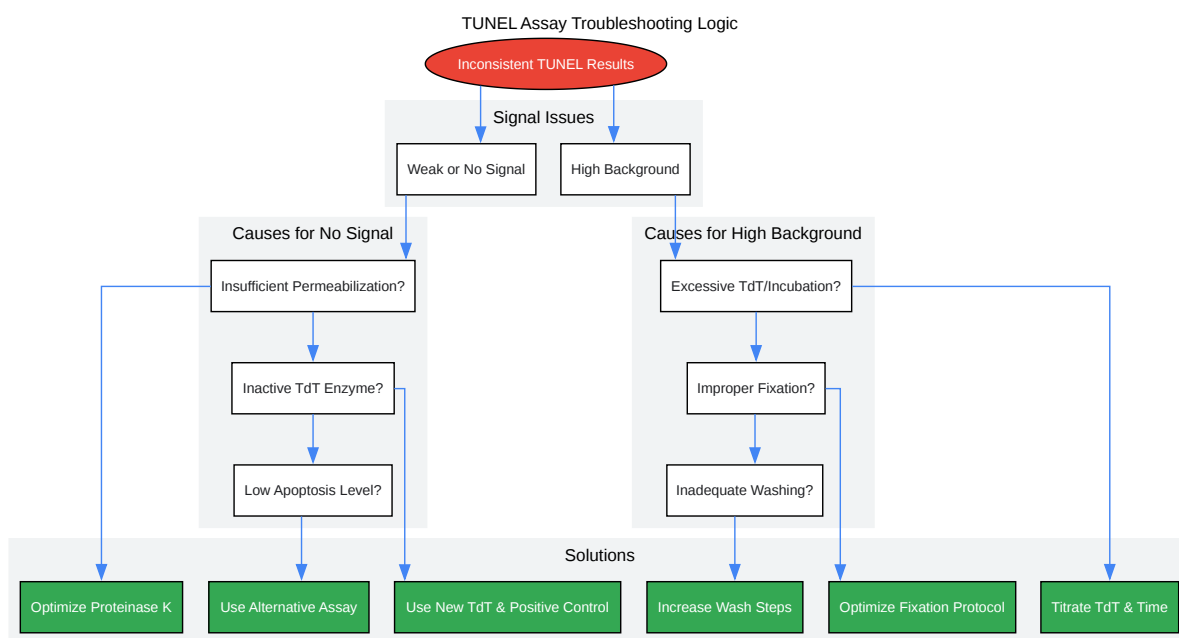 TUNEL Assay Troubleshooting Logic
Inconsistent TUNEL Results
Signal Issues
Weak or No Signal
High Background
Causes for No Signal
Causes for High Background
Insufficient Permeabilization?
Excessive TdT/Incubation?
Inactive TdT Enzyme?
Improper Fixation?
Low Apoptosis Level?
Inadequate Washing?
Solutions
Optimize Proteinase K
Use Alternative Assay
Use New TdT & Positive Control
Increase Wash Steps
Optimize Fixation Protocol
Titrate TdT & Time